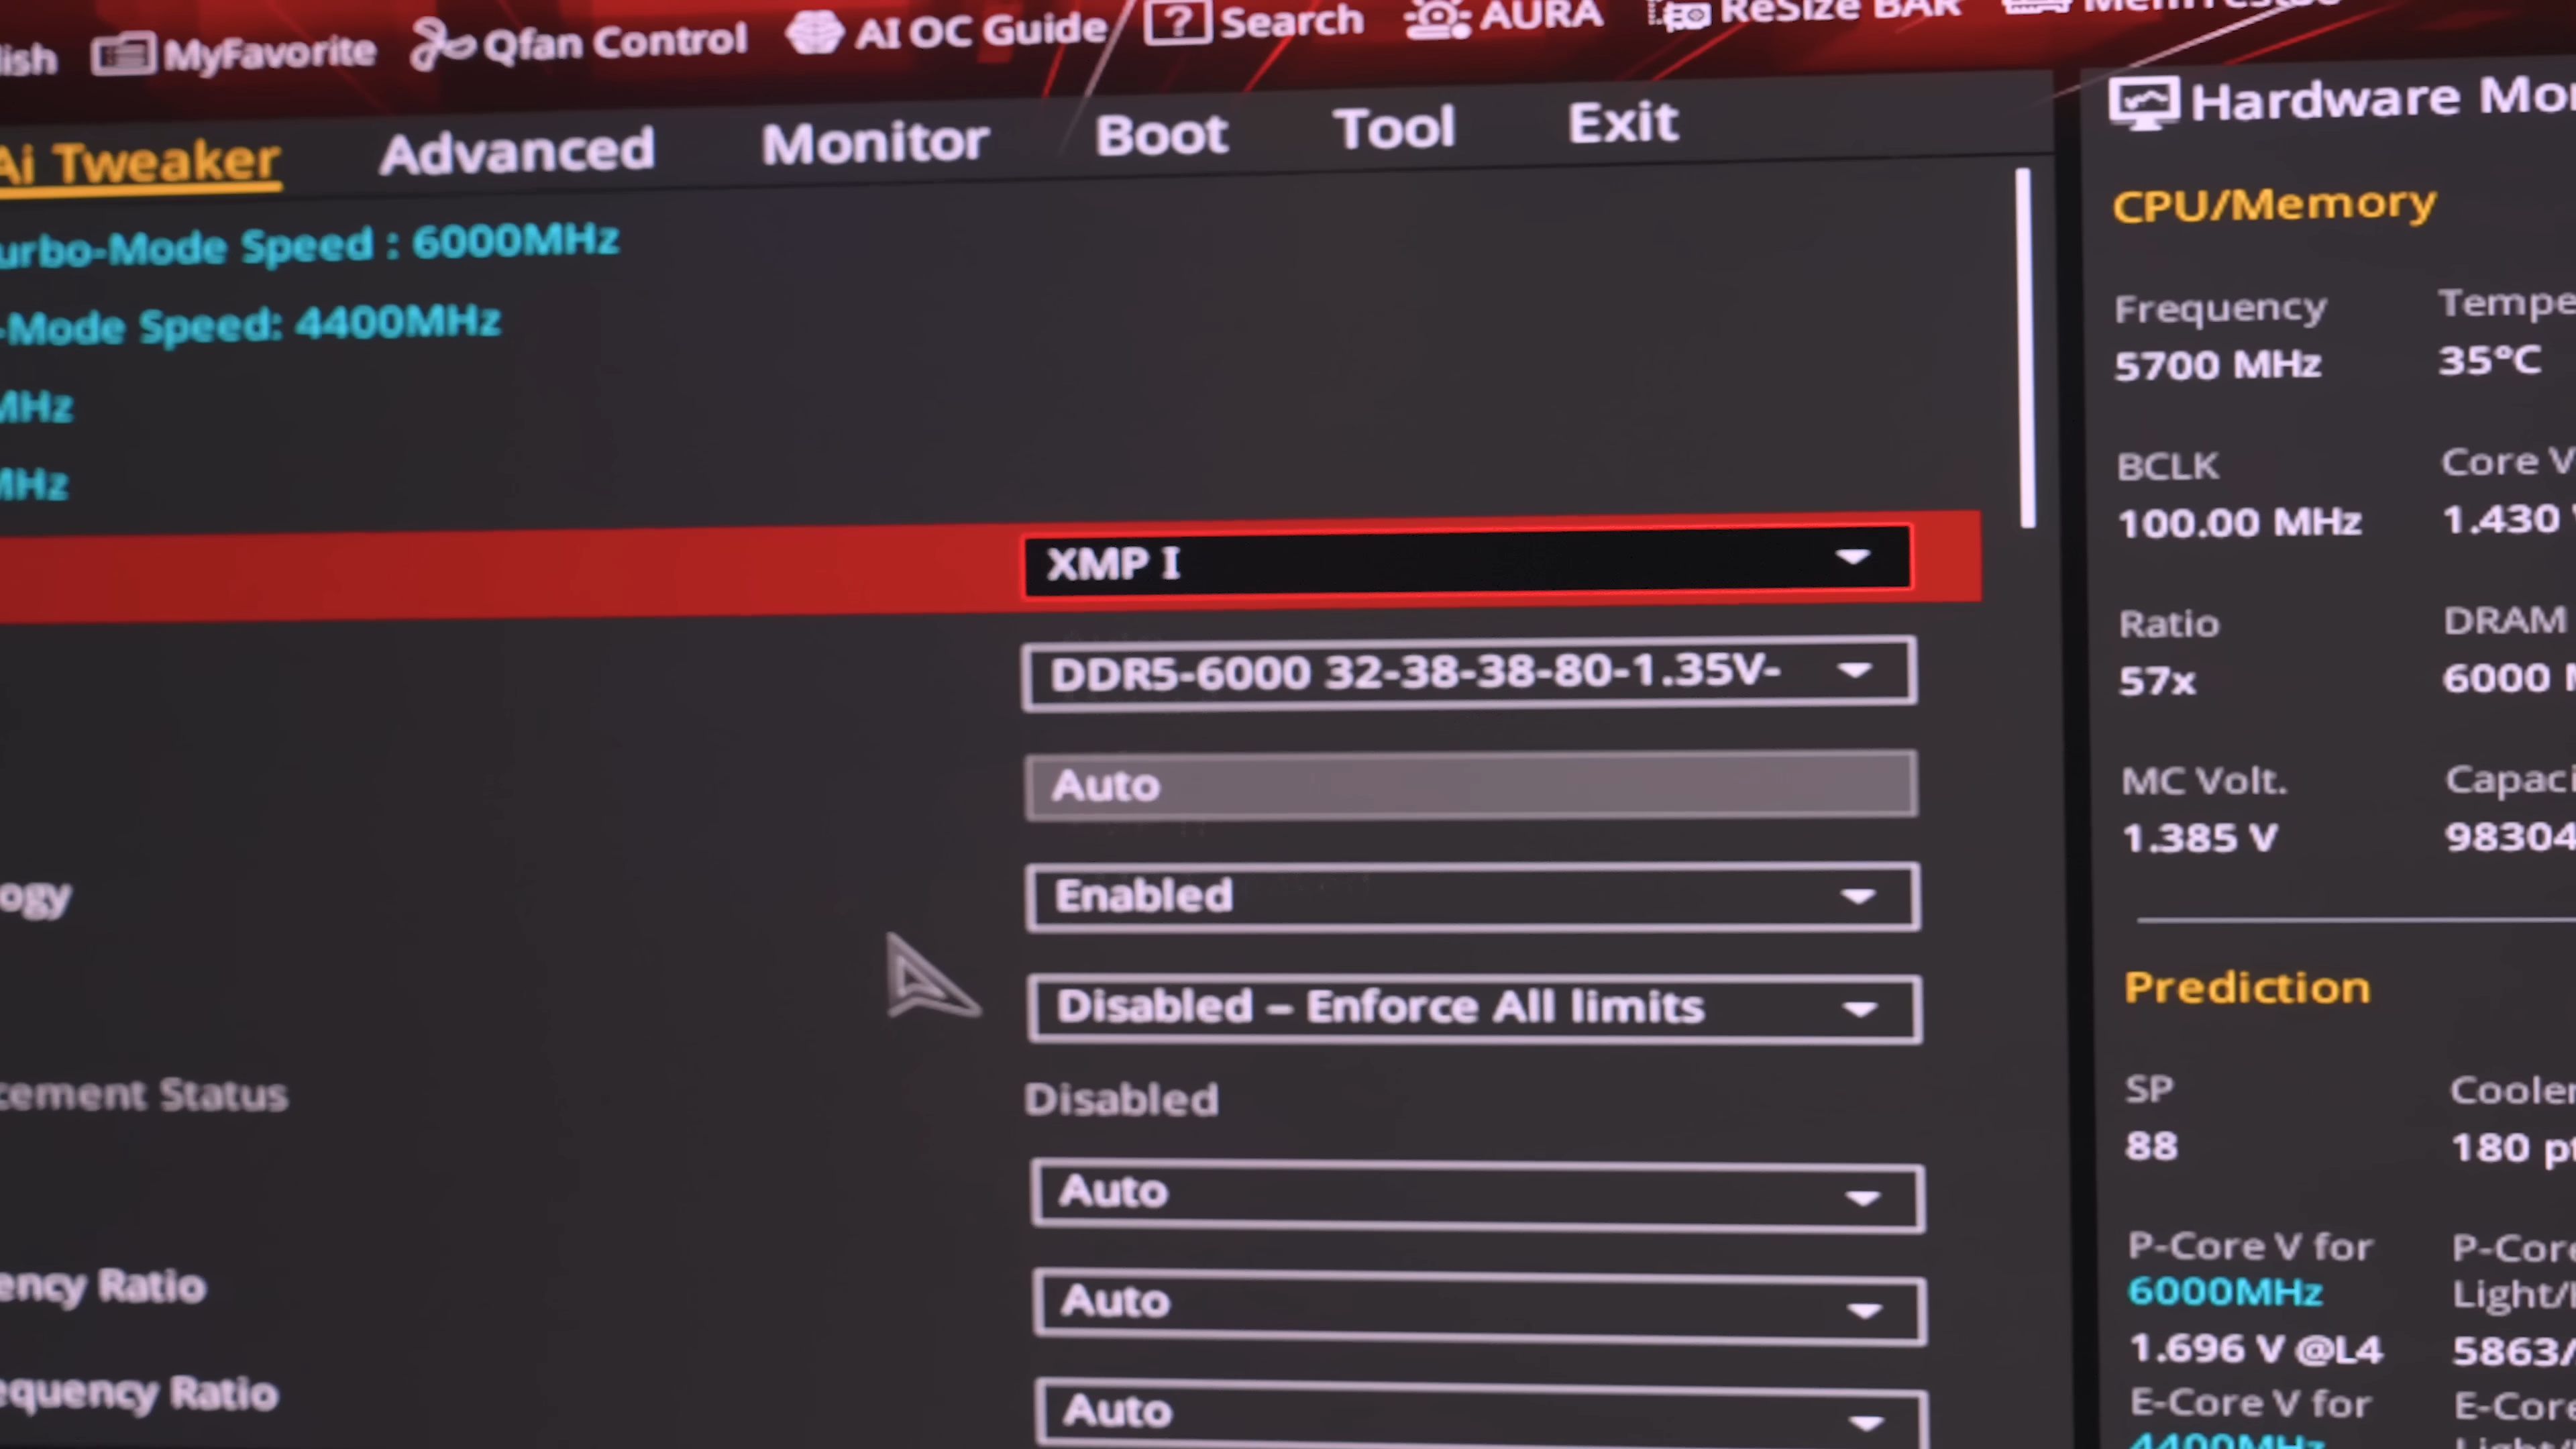 MyFavorite Qfan Control AI OC Guide ? Search AURA ReSize BAR
Ai Tweaker Advanced Monitor Boot Tool Exit
urbo-Mode Speed : 6000MHz
-Mode Speed: 4400MHz
MHz
MHz
XMP I
DDR5-6000 32-38-38-80-1.35V-
Auto
ogy Enabled
Disabled – Enforce All limits
cement Status Disabled
Auto
ency Ratio Auto
equency Ratio Auto
Hardware Mo
CPU/Memory
Frequency Tempe
5700 MHz 35°C
BCLK Core V
100.00 MHz 1.430
Ratio DRAM
57x 6000
MC Volt. Capaci
1.385 V 98304
Prediction
SP Cooler
88 180 pt
P-Core V for P-Core
6000MHz Light/
1.696 V @L4 5863/
E-Core V for E-Core
4400MHz